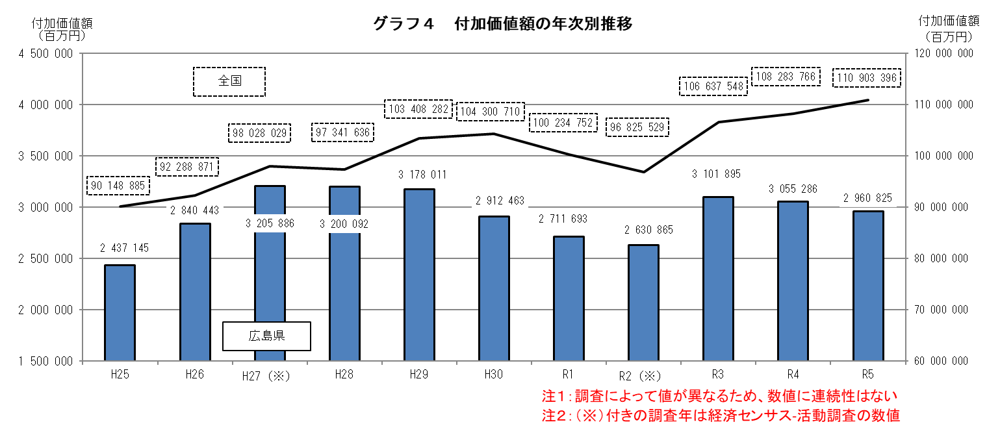 グラフ４　付加価値額の年次別推移
付加価値額
（百万円）
付加価値額
（百万円）
4 500 000
4 000 000
3 500 000
3 000 000
2 500 000
2 000 000
1 500 000
120 000 000
110 000 000
100 000 000
90 000 000
80 000 000
70 000 000
60 000 000
全国
90 148 885
92 288 871
98 028 029
97 341 636
103 408 282
104 300 710
100 234 752
96 825 529
106 637 548
108 283 766
110 903 396
2 437 145
2 840 443
3 205 886
3 200 092
3 178 011
2 912 463
2 711 693
2 630 865
3 101 895
3 055 286
2 960 825
広島県
H25
H26
H27（※）
H28
H29
H30
R1
R2（※）
R3
R4
R5
注１：調査によって値が異なるため、数値に連続性はない
注２：（※）付きの調査年は経済センサス-活動調査の数値